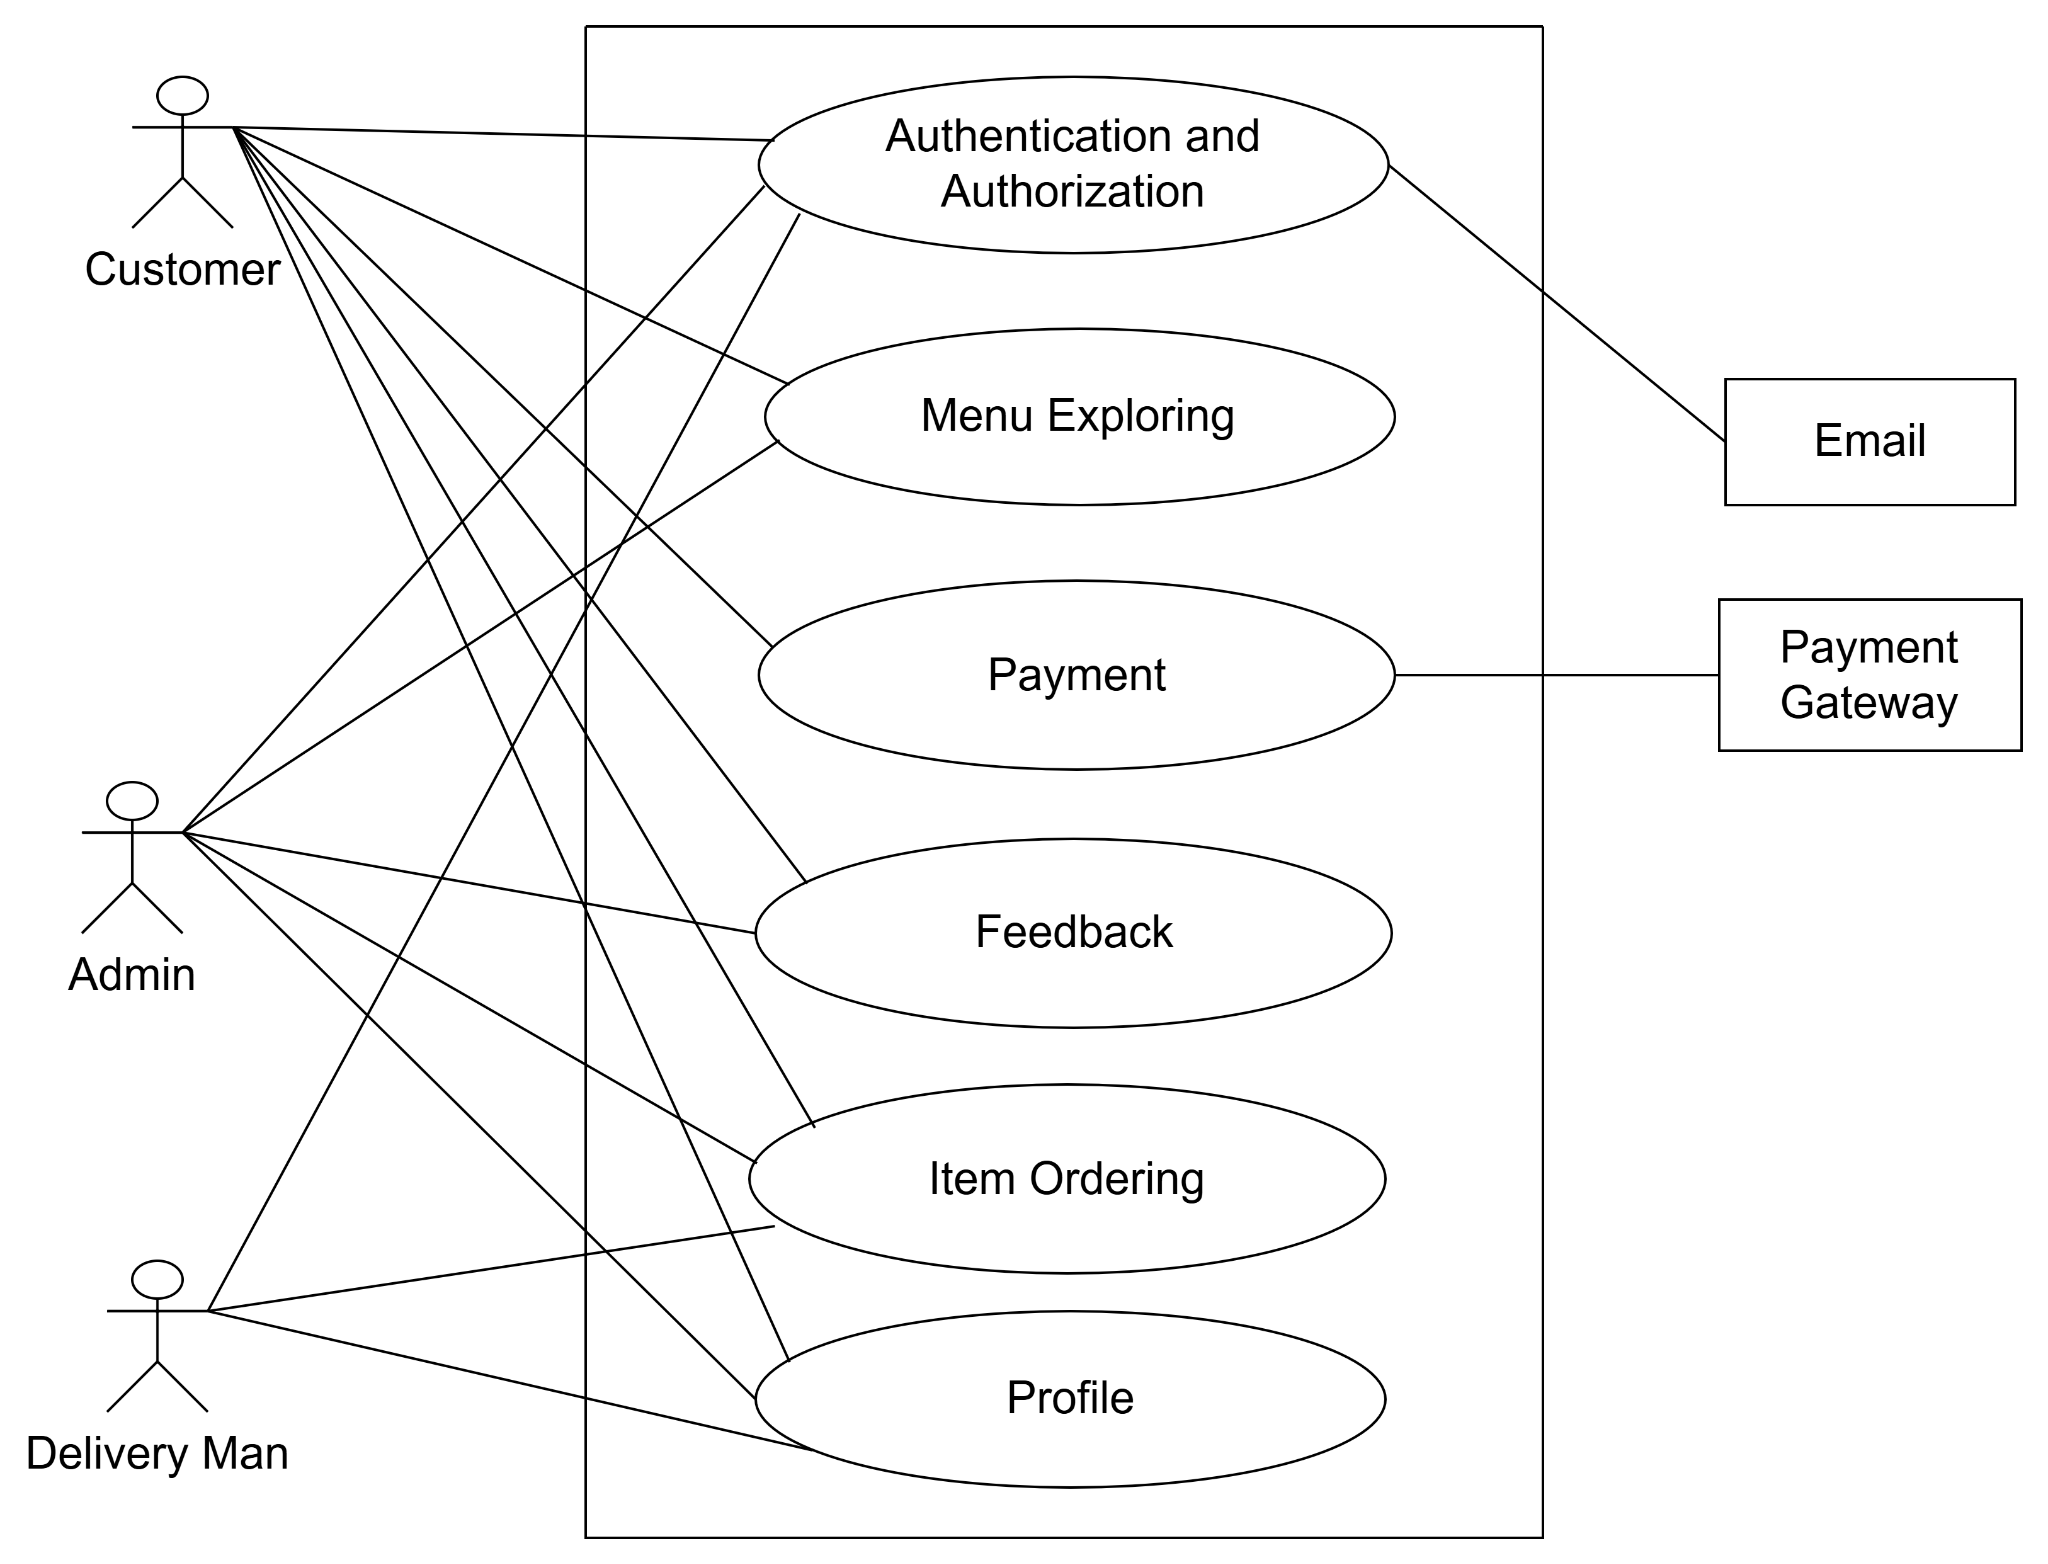 Customer
Authentication and
Authorization
Menu Exploring
Email
Payment
Payment
Gateway
Admin
Feedback
Item Ordering
Delivery Man
Profile